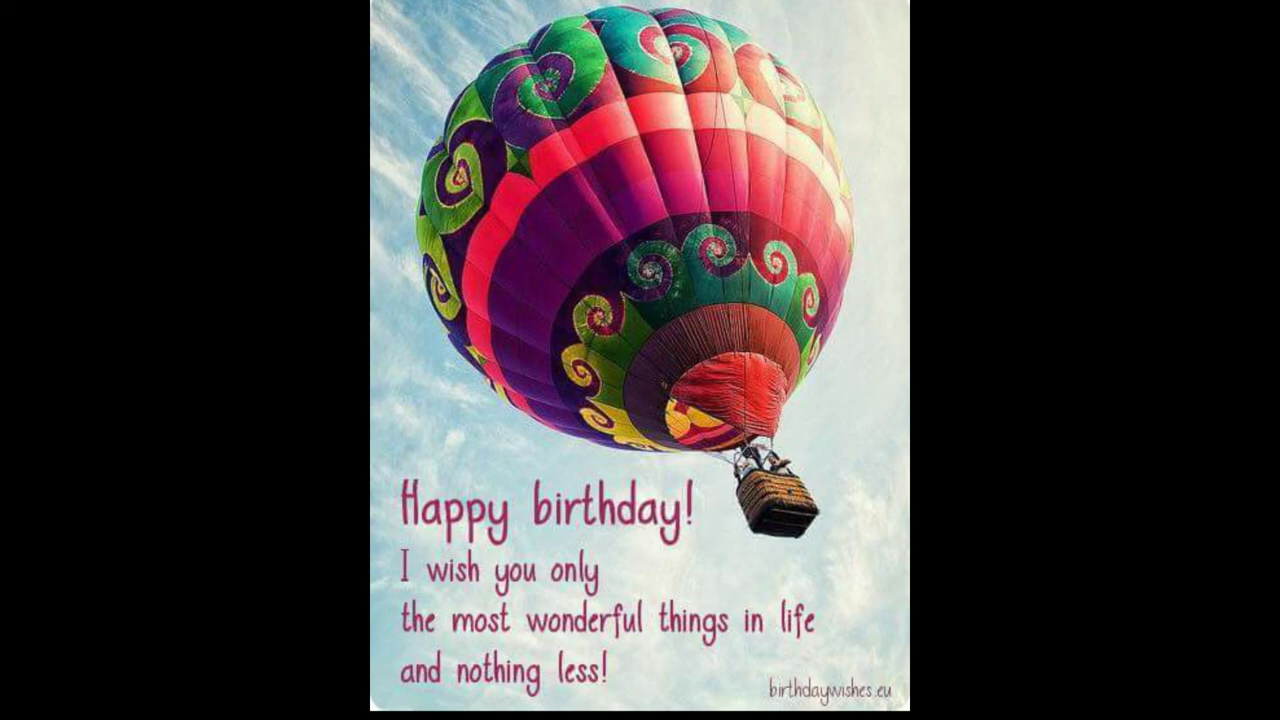 Happy birthday!
I wish you only
the most wonderful things in life
and nothing less!
birthdaywishes.eu